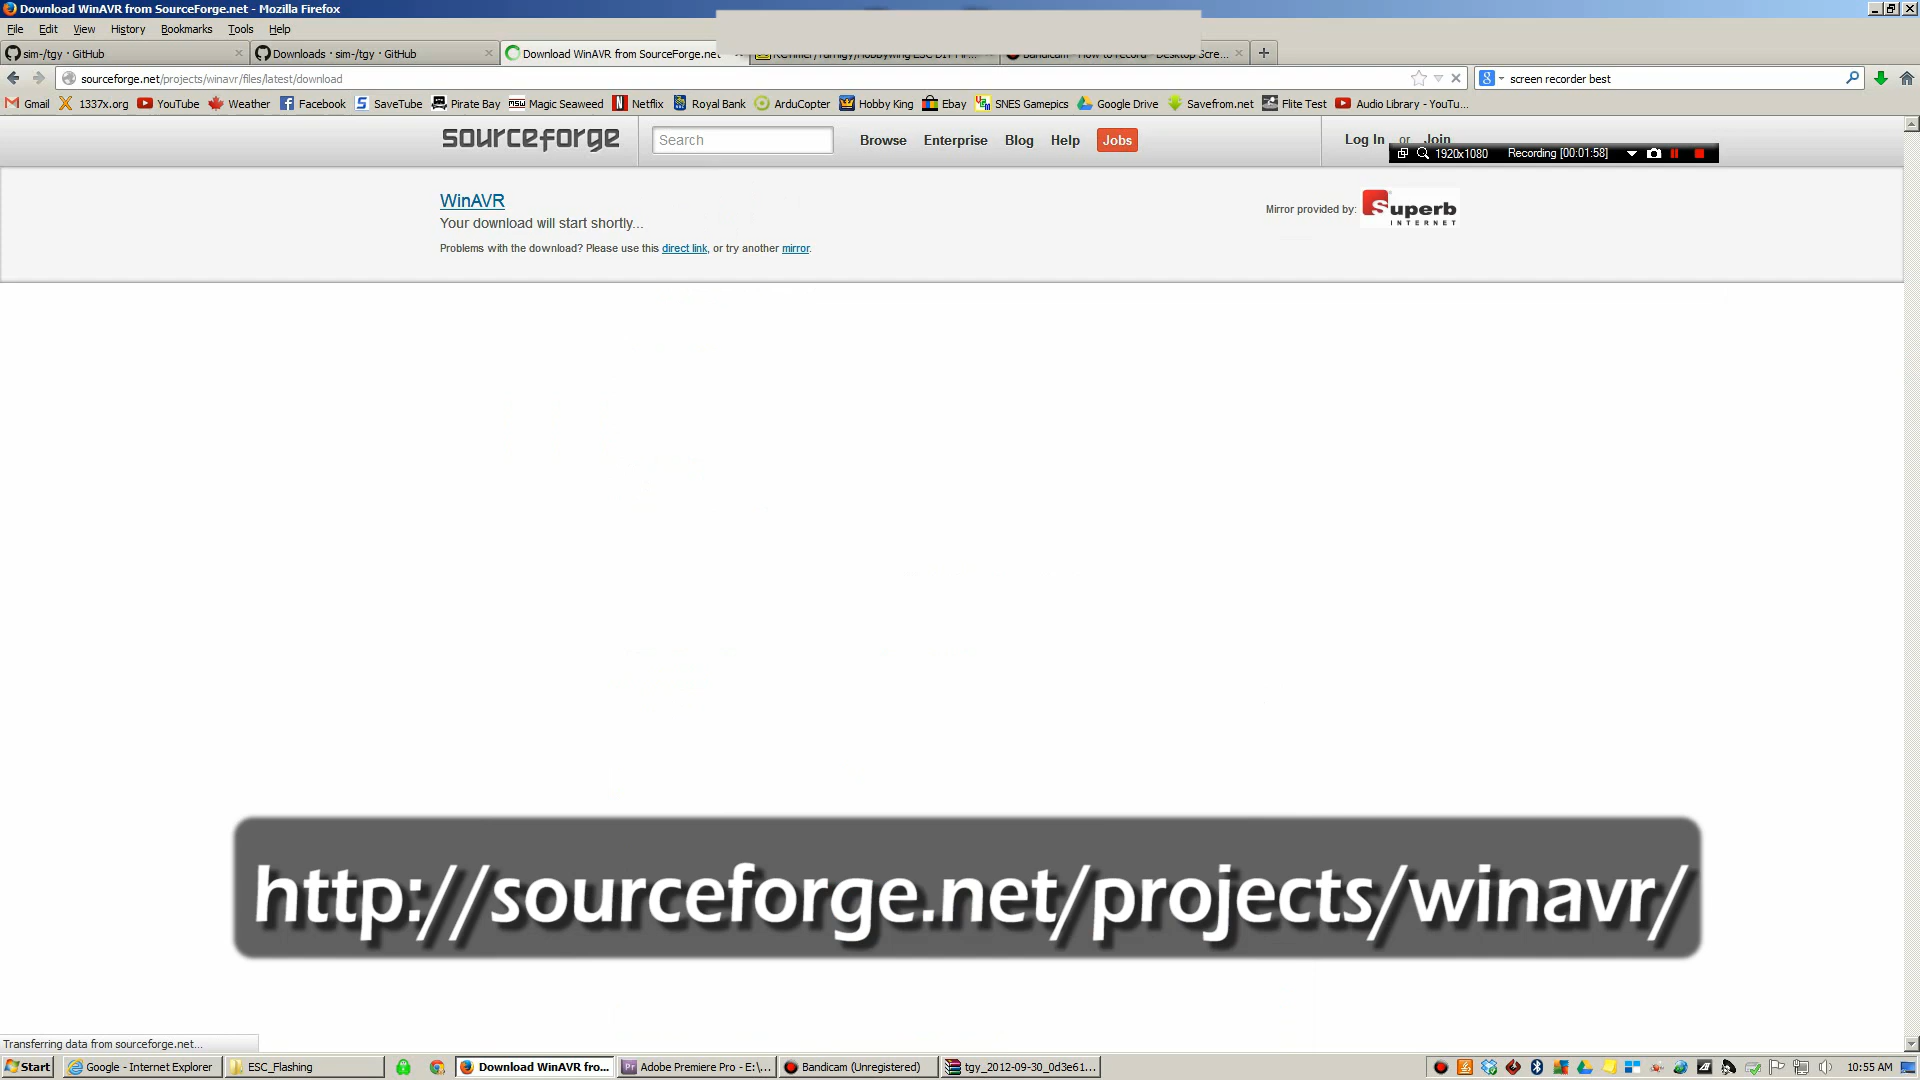 Download WinAVR from SourceForge.net - Mozilla Firefox
File Edit View History Bookmarks Tools Help
sim-/tgy · GitHub
Downloads · sim-/tgy · GitHub
Download WinAVR from SourceForge.net
sourceforge.net/projects/winavr/files/latest/download
screen recorder best
Gmail 1337x.org YouTube Weather Facebook SaveTube Pirate Bay Magic Seaweed Netflix Royal Bank ArduCopter Hobby King Ebay SNES Gamepics Google Drive Savefrom.net Flite Test Audio Library - YouTu...
sourceforge Search Browse Enterprise Blog Help Jobs Log In or Join
1920x1080 Recording [00:01:58]
WinAVR
Your download will start shortly...
Problems with the download? Please use this direct link, or try another mirror.
Mirror provided by: Superb INTERNET
http://sourceforge.net/projects/winavr/
Transferring data from sourceforge.net...
Start Google - Internet Explorer ESC_Flashing Download WinAVR fro... Adobe Premiere Pro - E:\... Bandicam (Unregistered) tgy_2012-09-30_0d3e61... 10:55 AM